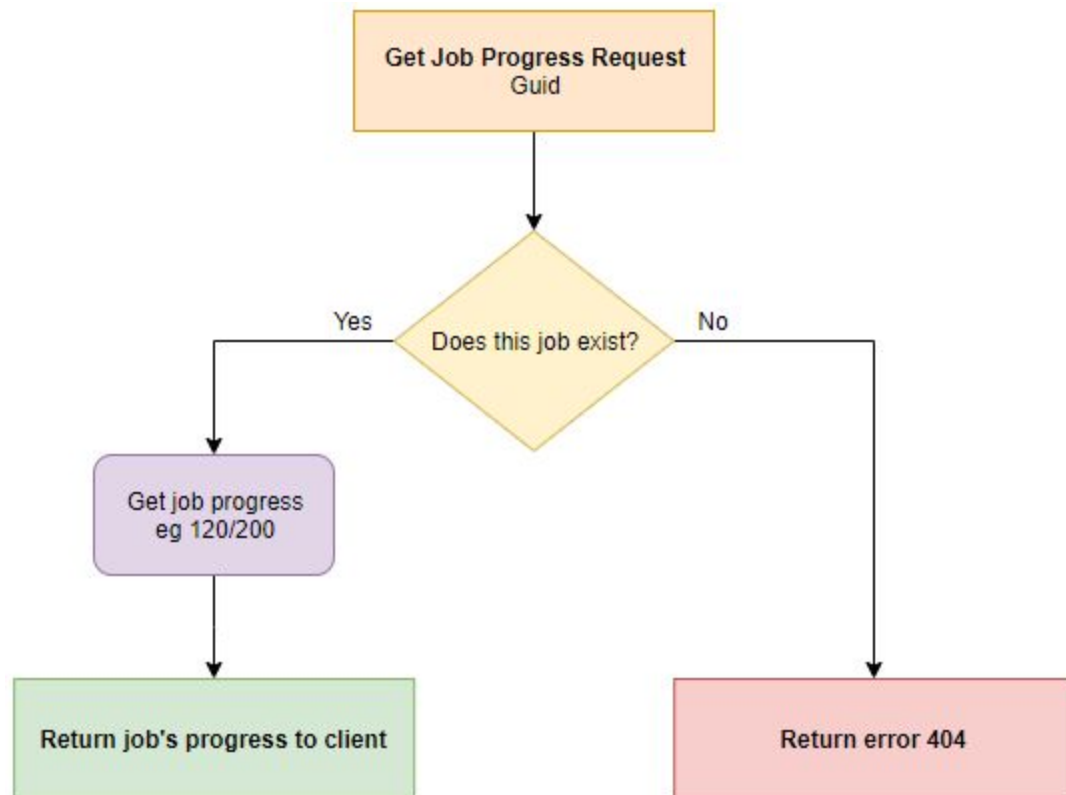 Get Job Progress Request
Guid
Yes
No
Does this job exist?
Get job progress
eg 120/200
Return job's progress to client
Return error 404